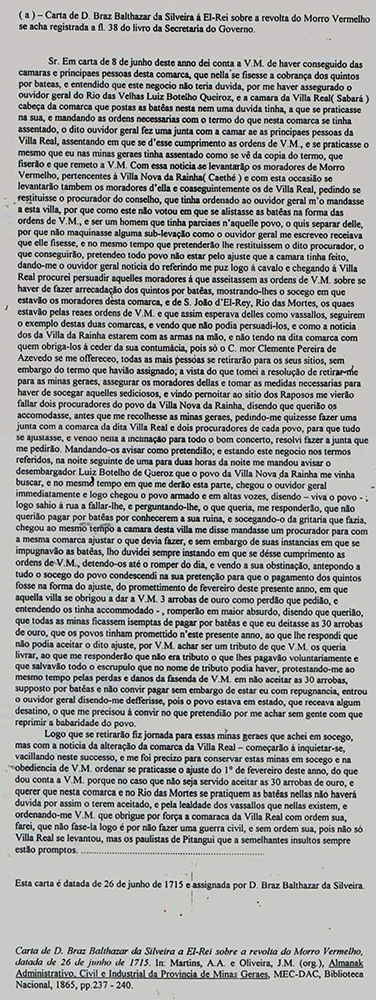 ( a ) – Carta de D. Braz Balthazar da Silveira á El-Rei sobre a revolta do Morro Vermelho
se acha registrada a fl. 38 do livro da Secretaria do Governo.
Sr. Em carta de 8 de junho deste anno dei conta a V.M. de haver conseguido das
camaras e principaes pessoas desta comarca, que nella se fisesse a cobrança dos quintos
por bateas, e entendido que este negocio não teria duvida, por me haver assegurado o
ouvidor geral do Rio das Velhas Luiz Botelho Queiroz, e a camara da Villa Real( Sabará )
cabeça da comarca que postas as batêas nesta nem uma duvida tinha, a que se praticasse
na sua, e mandando as ordens necessarias com o termo do que nesta comarca se tinha
assentado, o dito ouvidor geral fez uma junta com a camar ae as principaes pessoas da
Villa Real, assentando em que se d'esse cumprimento as ordens de V.M., e se praticasse o
mesmo que eu nas minas geraes tinha assentado como se vê da copia do termo, que
fiserão e que remeto a V.M. Com essa noticia se levantarão os moradores de Morro
Vermelho, pertencentes á Villa Nova da Rainha( Caethé ) e com esta occasião se
levantarão tambem os moradores d'ella e coaseguintemente os de Villa Real, pedindo se
restituisse o procurador do conselho, que tinha ordenado ao ouvidor geral m'o mandasse
a esta villa, por que como este não votou em que se alistasse as batêas na forma das
ordens de V.M., e ser um homem que tinha parciaes n'aquelle povo, o quis separar delle,
por que não maquinasse alguma sub-levação como o ouvidor geral me escreveo receiava
que elle fisesse, e no mesmo tempo que pretenderão lhe restituissem o dito procurador, o
que conseguirão, pretendeo todo povo não estar pelo ajuste que a camara tinha feito,
dando-me o ouvidor geral noticia do referindo me puz logo á cavalo e chegando á Villa
Real procurei persuadir aquelles moradores á que asseitassem as ordens de V.M. sobre se
haver de fazer arrecadação dos quintos por batêas, mostrando-lhes o socego em que
estavão os moradores desta comarca, e de S. João d'El-Rey, Rio das Mortes, os quaes
estavão pelas reaes ordens de V.M. e que assim esperava delles como vassallos, seguirem
o exemplo destas duas comarcas, e vendo que não podia persuadi-los, e como a noticia
dos da Villa da Rainha estarem com as armas na mão, e não tendo na dita comarca com
quem obriga-los á ceder da sua contumácia, pois só o C. mor Clemente Pereira de
Azevedo se me offereceo, todas as mais pessoas se retirarão para os seus sitios, sem
embargo do termo que havião assignado; a vista do que tomei a resolução de retirar-me
para as minas geraes, assegurar os moradores dellas e tomar as medidas necessarias para
haver de socegar aquelles sediciosos, e vindo pernoitar ao sitio dos Raposos me vierão
fallar dois procuradores do povo da Villa Nova da Rainha, disendo que querião os
accomodasse, antes que me recolhesse as minas geraes, pedindo-me quizesse fazer uma
junta com a comarca da dita Villa Real e dois procuradores de cada povo, para que tudo
se ajustasse, e vendo nella a inclinação para todo o bom concerto, resolvi fazer a junta que
me pedirão. Mandando-os avisar como pretendião; e estando este negocio nos termos
referidos, na noite seguinte de uma para duas horas da noite me mandou avisar o
desembargador Luiz Botelho de Queroz que o povo da Villa Nova da Rainha me vinha
buscar, e no mesmo tempo em que me derão esta parte, chegou o ouvidor geral
immediatamente e logo chegou o povo armado e em altas vozes, disendo – viva o povo - ;
logo sahio á rua a fallar-lhe, e perguntando-lhe, o que queria, me responderão, que não
querião pagar por batêas por conhecerem a sua ruina, e socegando-o da gritaria que fazia,
chegou ao mesmo tempo a camara desta villa me disse mandasse um procurador para com
a mesma comarca ajustar o que devia fazer, e sem embargo de suas instancias em que se
impugnavão as batêas, lho duvidei sempre instando em que se désse cumprimento as
ordens de V.M., detendo-os até o romper do dia, e vendo a sua obstinação, antepondo a
tudo o socego do povo condescendi na sua pretenção para que o pagamento dos quintos
fosse na forma do ajuste, do promettimento de fevereiro deste presente anno, em que
aquella villa se obrigou a dar a V.M. 3 arrobas de ouro como perdão que pedião, e
entendendo os tinha accommodado - , romperão em maior absurdo, disendo que querião,
que todas as minas ficassem isemptas de pagar por batêas e que eu deitasse as 30 arrobas
de ouro, que os povos tinham promettido n'este presente anno, ao que lhe respondi que
não podia aceitar o dito ajuste, por V.M. achar ser um tributo de que V.M. os queria
livrar, ao que me responderão que não era tributo o que lhes pagavão voluntariamente e
que salvavão todo o escrupulo que no nome de tributo podia haver, protestando-me ao
mesmo tempo pelas perdas e danos da fasenda de V.M. em não aceitar as 30 arrobas,
supposto por batêas e não convir pagar sem embargo de estar eu com repugnancia, entrou
o ouvidor geral disendo-me defferisse, pois o povo estava em estado, que receava algum
desatino, o que me precisou á convir no que pretendião por me achar sem gente com que
reprimir a babaridade do povo.
Logo que se retirarão fiz jornada para essas minas geraes que achei em socego,
mas com a noticia da alteração da comarca da Villa Real – começarão á inquietar-se,
vacillando neste successo, e me foi precizo para conservar estas minas em socego e na
obediencia de V.M. ordenar se praticasse o ajuste do 1° de fevereiro deste anno, do que
dou conta a V.M. porque no caso que não seja servido aceitar as 30 arrobas de ouro, e
querer que nesta comarca e no Rio das Mortes se pratiquem as batêas nellas não haverá
duvida por assim o terem aceitado, e pela lealdade dos vassallos que nellas existem, e
ordenando-me V.M. que obrigue por força a comaraca da Villa Real com ordem sua,
farei, que não fase-la logo é por não fazer uma guerra civil, e sem ordem sua, pois não só
Villa Real se levantou, mas os paulistas de Pitangui que a semelhantes insultos sempre
estão promptos. ........................................................
Esta carta é datada de 26 de junho de 1715 e assignada por D. Braz Balthazar da Silveira.
Carta de D. Braz Balthazar da Silveira a El-Rei sobre a revolta do Morro Vermelho,
datada de 26 de junho de 1715. In: Martins, A.A. e Oliveira, J.M. (org.), Almanak
Administrativo, Civil e Industrial da Provincia de Minas Geraes, MEC-DAC, Biblioteca
Nacional, 1865, pp.237 - 240.